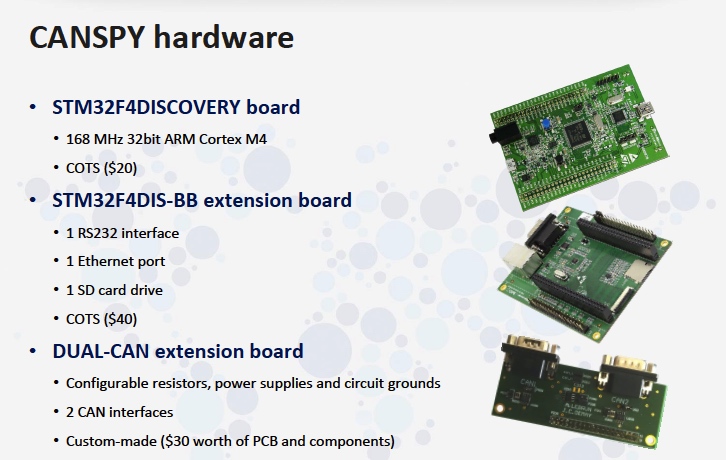 CANSPY hardware
• STM32F4DISCOVERY board
• 168 MHz 32bit ARM Cortex M4
• COTS ($20)
• STM32F4DIS-BB extension board
• 1 RS232 interface
• 1 Ethernet port
• 1 SD card drive
• COTS ($40)
• DUAL-CAN extension board
• Configurable resistors, power supplies and circuit grounds
• 2 CAN interfaces
• Custom-made ($30 worth of PCB and components)
CAN1
CAN2